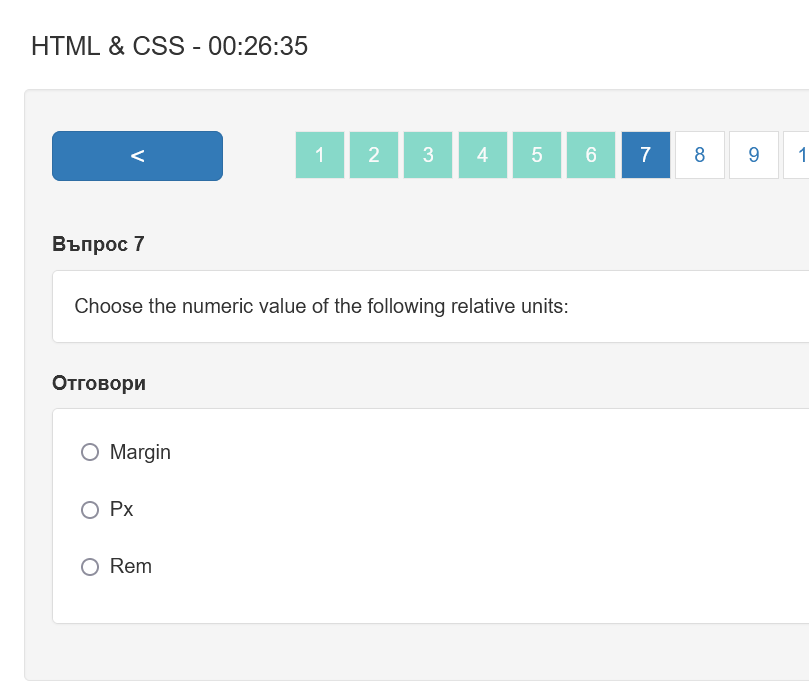 HTML & CSS - 00:26:35
< 1 2 3 4 5 6 7 8 9 1
Въпрос 7
Choose the numeric value of the following relative units:
Отговори
Margin
Px
Rem